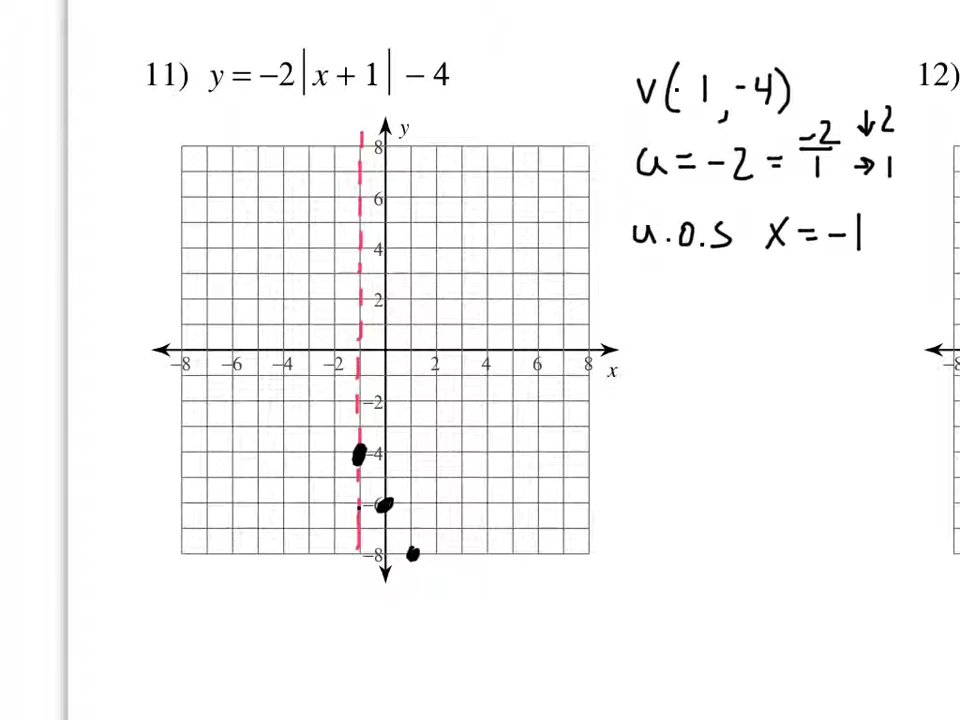 11) y = −2|x + 1| − 4
12)
V(-1, -4)
a = -2 = -2/1 ↓2 →1
a.o.s x = -1
y
8
6
4
2
−8 −6 −4 −2 2 4 6 8
x
−2
−4
−6
−8
−8